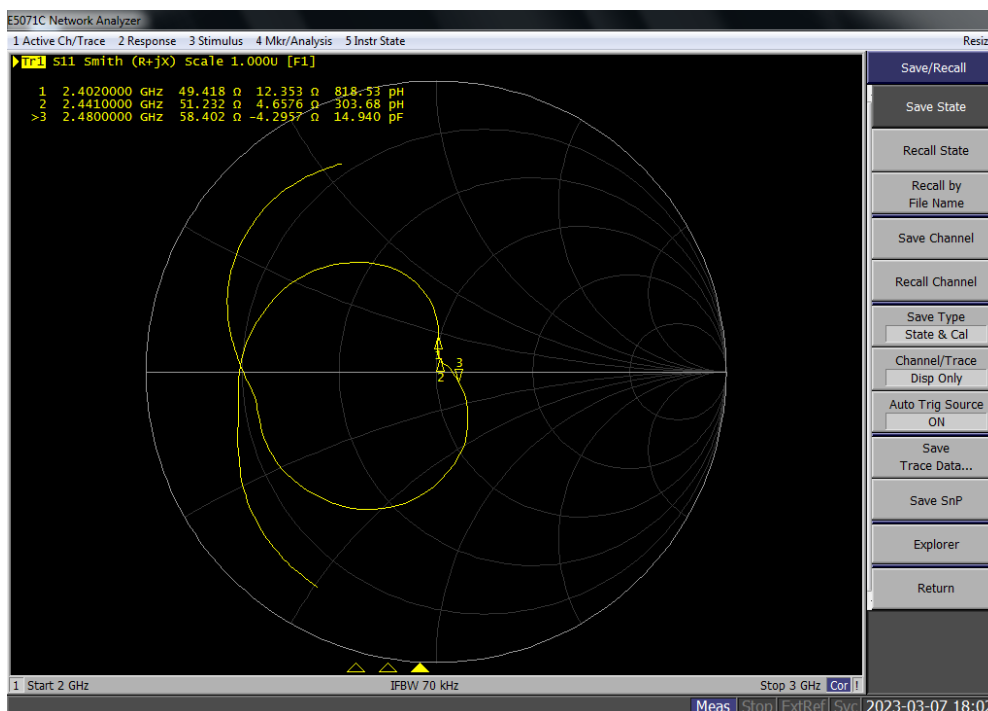 E5071C Network Analyzer
1 Active Ch/Trace 2 Response 3 Stimulus 4 Mkr/Analysis 5 Instr State
Resiz
Tr1 S11 Smith (R+jX) Scale 1.000U [F1]
1 2.4020000 GHz 49.418 Ω 12.353 Ω 818.53 pH
2 2.4410000 GHz 51.232 Ω 4.6576 Ω 303.68 pH
>3 2.4800000 GHz 58.402 Ω -4.2957 Ω 14.940 pF
3
2
Save/Recall
Save State
Recall State
Recall by
File Name
Save Channel
Recall Channel
Save Type
State & Cal
Channel/Trace
Disp Only
Auto Trig Source
ON
Save
Trace Data...
Save SnP
Explorer
Return
1 Start 2 GHz
IFBW 70 kHz
Stop 3 GHz Cor !
Meas Stop ExtRef Svc 2023-03-07 18:02